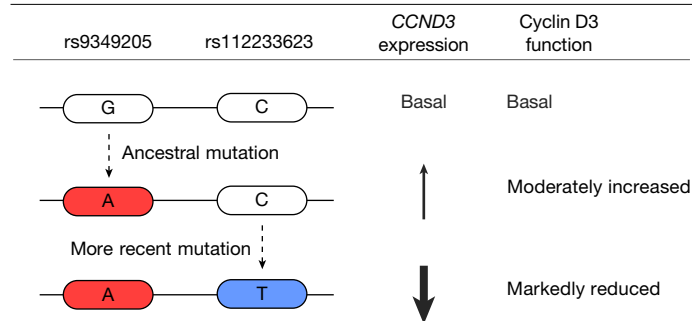 rs9349205 rs112233623 CCND3 expression Cyclin D3 function
G C Basal Basal
Ancestral mutation
A C Moderately increased
More recent mutation
A T Markedly reduced